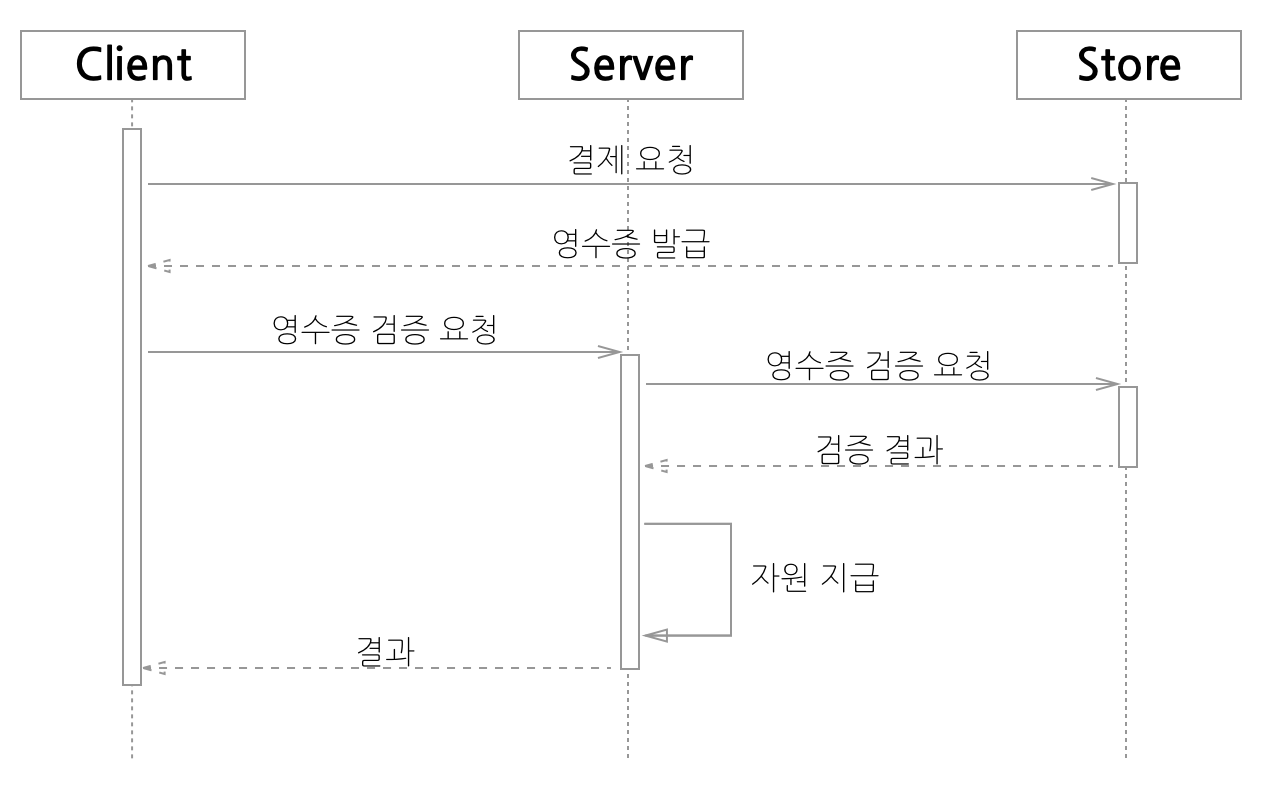 Client
Server
Store
결제 요청
영수증 발급
영수증 검증 요청
영수증 검증 요청
검증 결과
자원 지급
결과